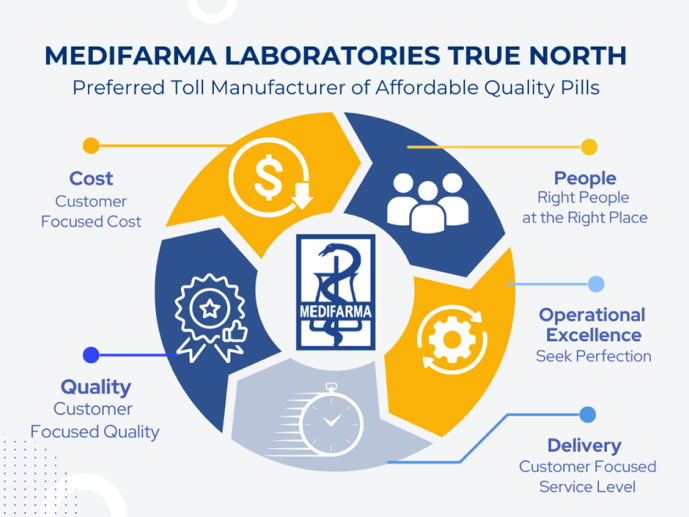 MEDIFARMA LABORATORIES TRUE NORTH
Preferred Toll Manufacturer of Affordable Quality Pills
Cost
Customer
Focused Cost
$
People
Right People
at the Right Place
MEDIFARMA
Operational
Excellence
Seek Perfection
Quality
Customer
Focused Quality
Delivery
Customer Focused
Service Level